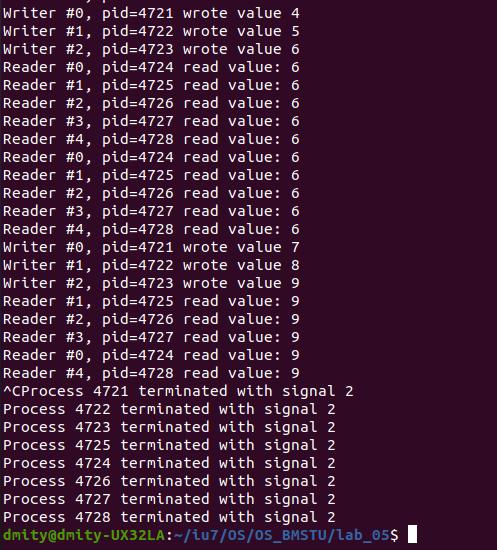 Writer #0, pid=4721 wrote value 4
Writer #1, pid=4722 wrote value 5
Writer #2, pid=4723 wrote value 6
Reader #0, pid=4724 read value: 6
Reader #1, pid=4725 read value: 6
Reader #2, pid=4726 read value: 6
Reader #3, pid=4727 read value: 6
Reader #4, pid=4728 read value: 6
Reader #0, pid=4724 read value: 6
Reader #1, pid=4725 read value: 6
Reader #2, pid=4726 read value: 6
Reader #3, pid=4727 read value: 6
Reader #4, pid=4728 read value: 6
Writer #0, pid=4721 wrote value 7
Writer #1, pid=4722 wrote value 8
Writer #2, pid=4723 wrote value 9
Reader #1, pid=4725 read value: 9
Reader #2, pid=4726 read value: 9
Reader #3, pid=4727 read value: 9
Reader #0, pid=4724 read value: 9
Reader #4, pid=4728 read value: 9
^CProcess 4721 terminated with signal 2
Process 4722 terminated with signal 2
Process 4723 terminated with signal 2
Process 4725 terminated with signal 2
Process 4724 terminated with signal 2
Process 4726 terminated with signal 2
Process 4727 terminated with signal 2
Process 4728 terminated with signal 2
dmity@dmity-UX32LA:~/iu7/OS/OS_BMSTU/lab_05$